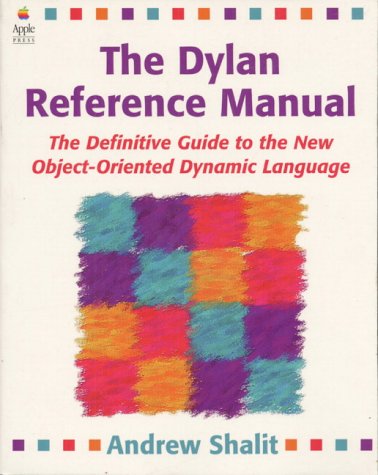 Apple
PRESS
The Dylan
Reference Manual
The Definitive Guide to the New
Object-Oriented Dynamic Language
Andrew Shalit